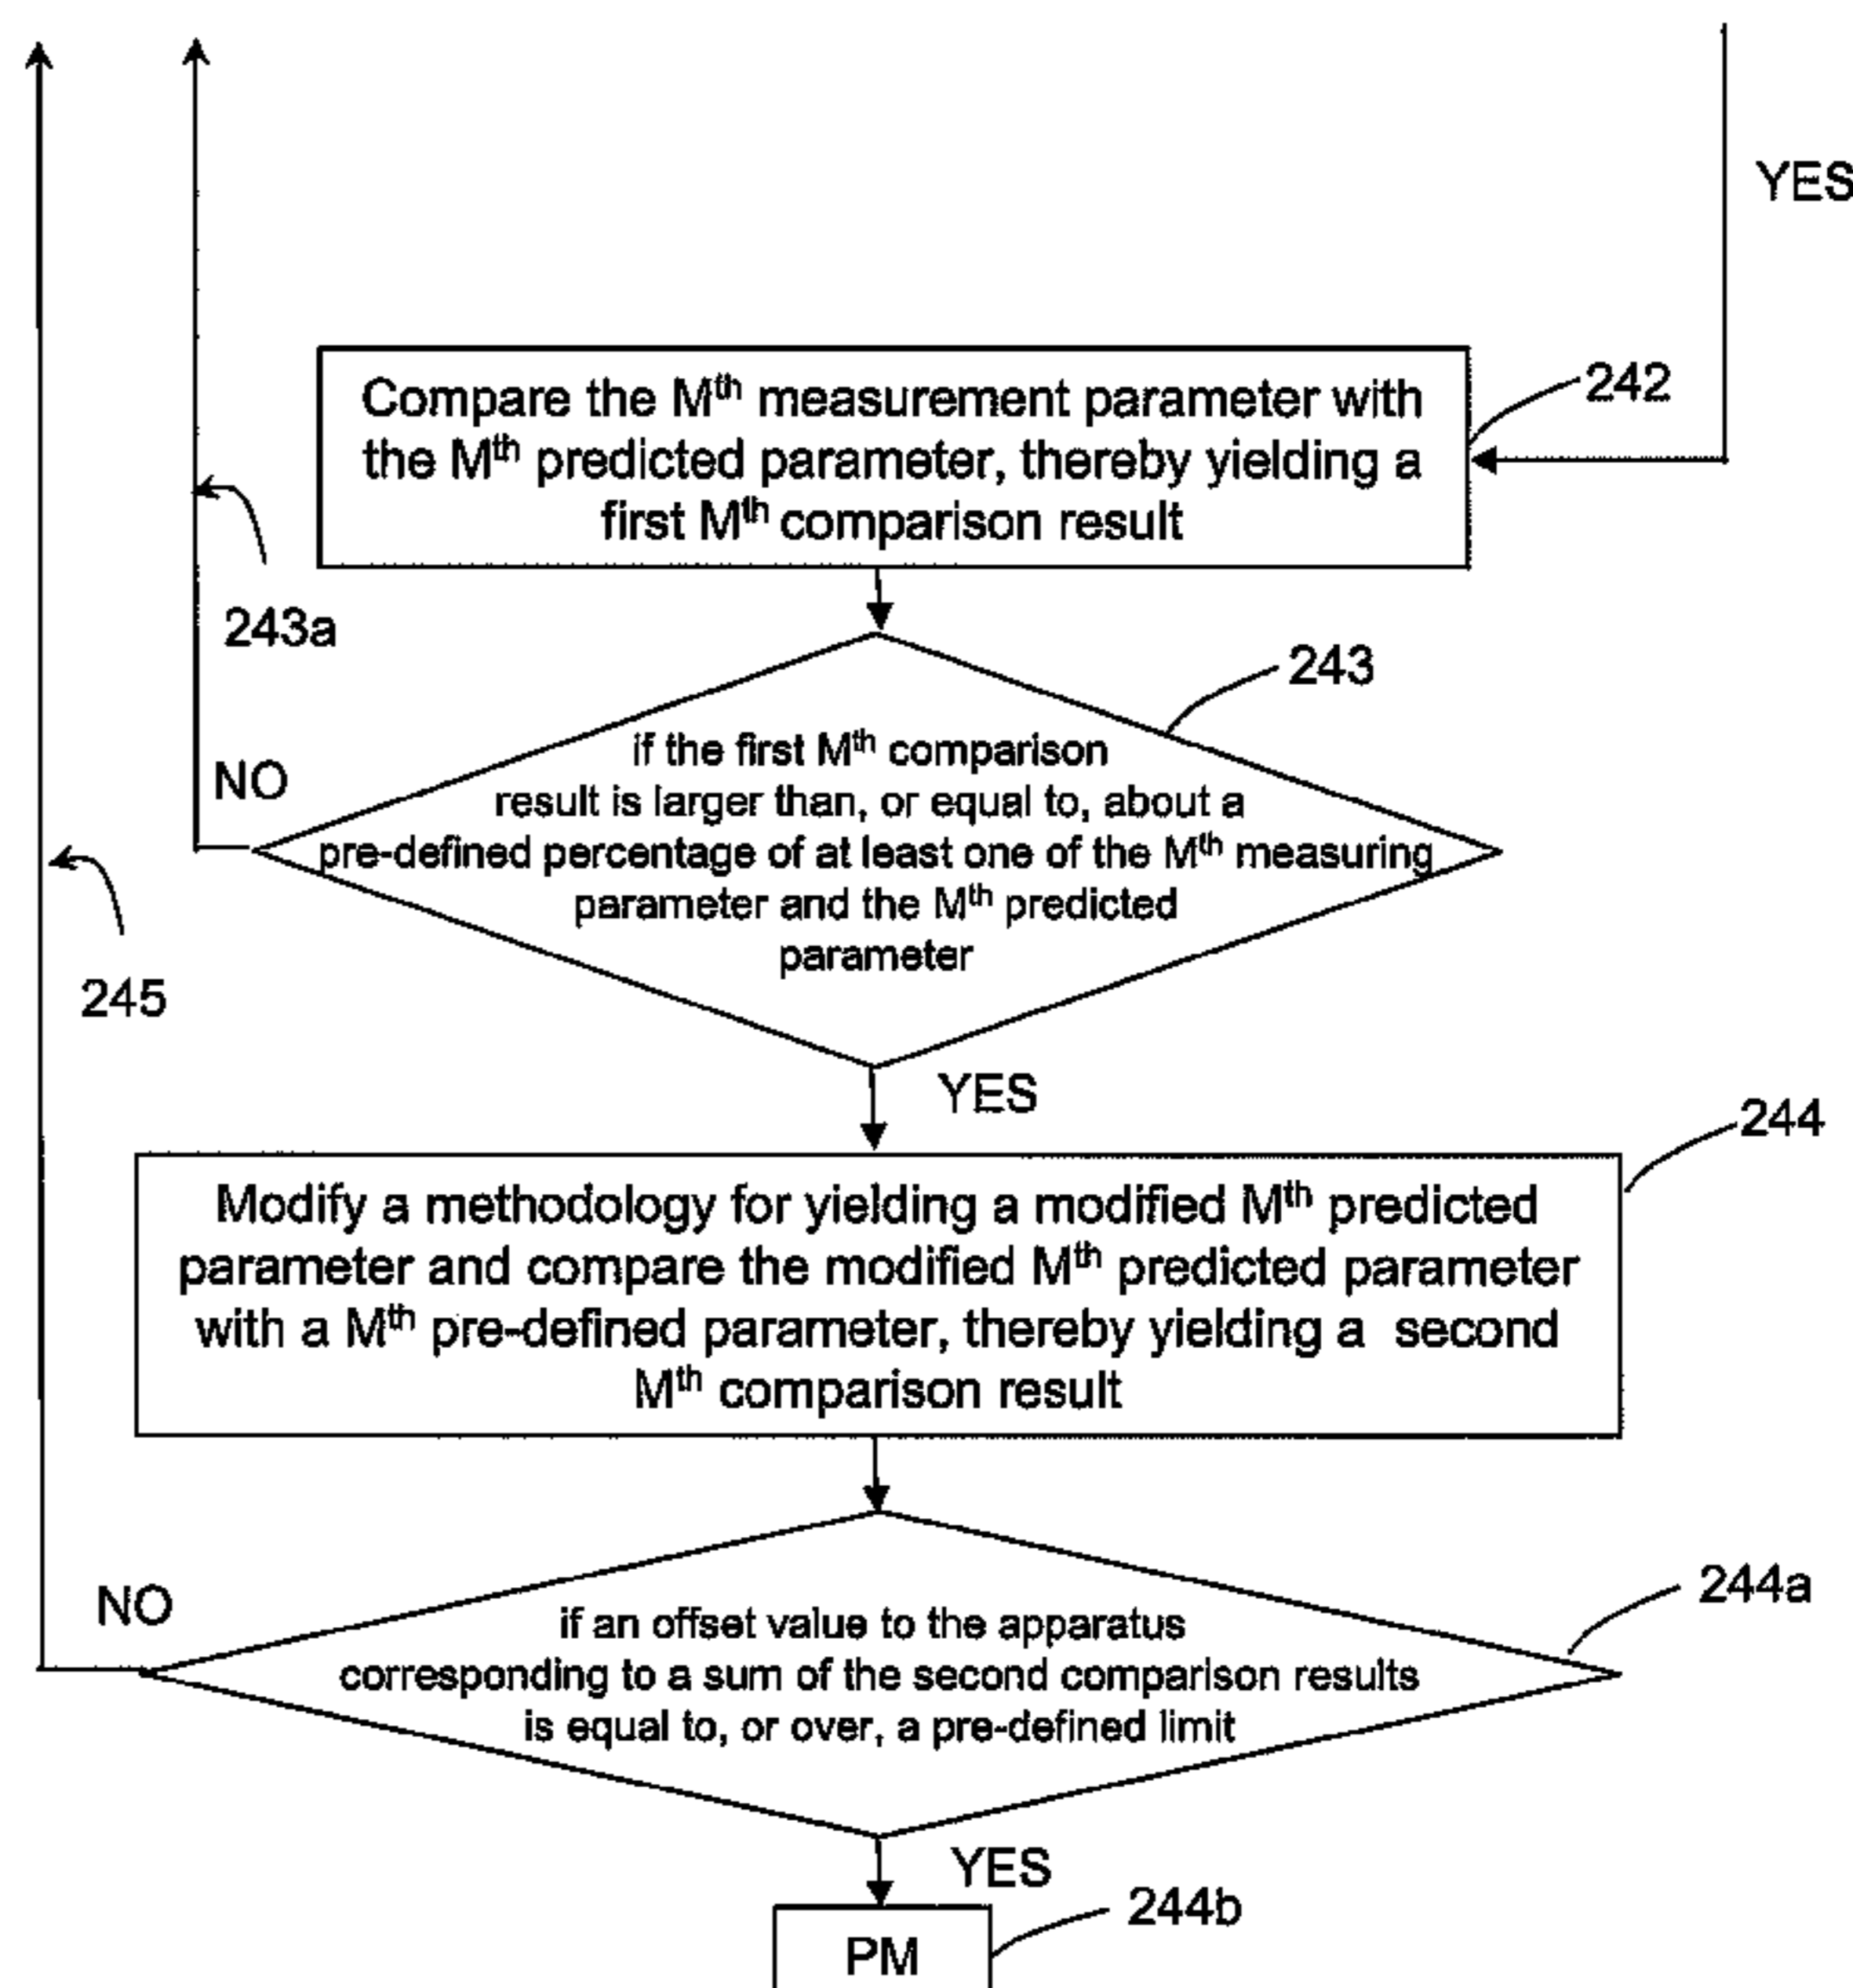 YES
242
Compare the Mth measurement parameter with
the Mth predicted parameter, thereby yielding a
first Mth comparison result
243a
243
if the first Mth comparison
result is larger than, or equal to, about a
pre-defined percentage of at least one of the Mth measuring
parameter and the Mth predicted
parameter
NO
245
YES
244
Modify a methodology for yielding a modified Mth predicted
parameter and compare the modified Mth predicted parameter
with a Mth pre-defined parameter, thereby yielding a second
Mth comparison result
NO
244a
if an offset value to the apparatus
corresponding to a sum of the second comparison results
is equal to, or over, a pre-defined limit
YES
244b
PM